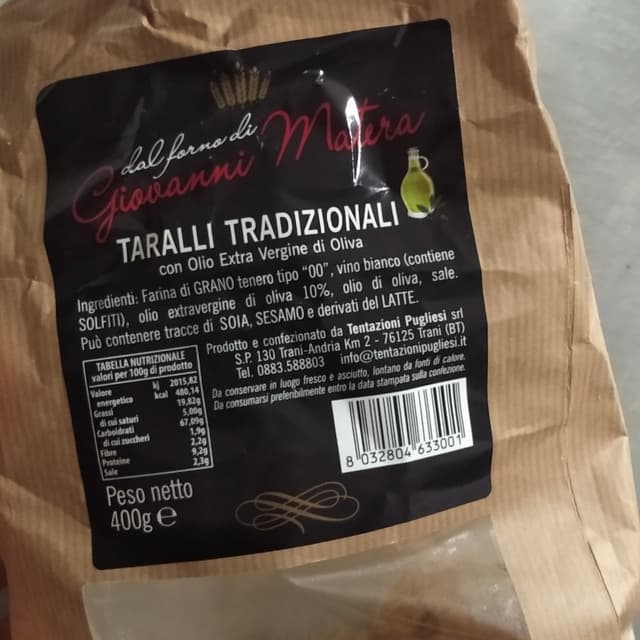 dal forno di
Giovanni Matera
TARALLI TRADIZIONALI
con Olio Extra Vergine di Oliva
Ingredienti: Farina di GRANO tenero tipo "00", vino bianco (contiene
SOLFITI), olio extravergine di oliva 10%, olio di oliva, sale.
Può contenere tracce di SOIA, SESAMO e derivati del LATTE.
TABELLA NUTRIZIONALE
valori per 100g di prodotto
Valore kj 2015,82
energetico kcal 480,14
Grassi 19,82g
di cui saturi 5,00g
Carboidrati 67,09g
di cui zuccheri 1,9g
Fibre 2,2g
Proteine 9,2g
Sale 2,3g
Prodotto e confezionato da Tentazioni Pugliesi srl
S.P. 130 Trani-Andria Km 2 - 76125 Trani (BT)
Tel. 0883.588803 info@tentazionipugliesi.it
Da conservare in luogo fresco e asciutto, lontano da fonti di calore.
Da consumarsi preferibilmente entro la data stampata sulla confezione.
8 032804 633001
Peso netto
400g e